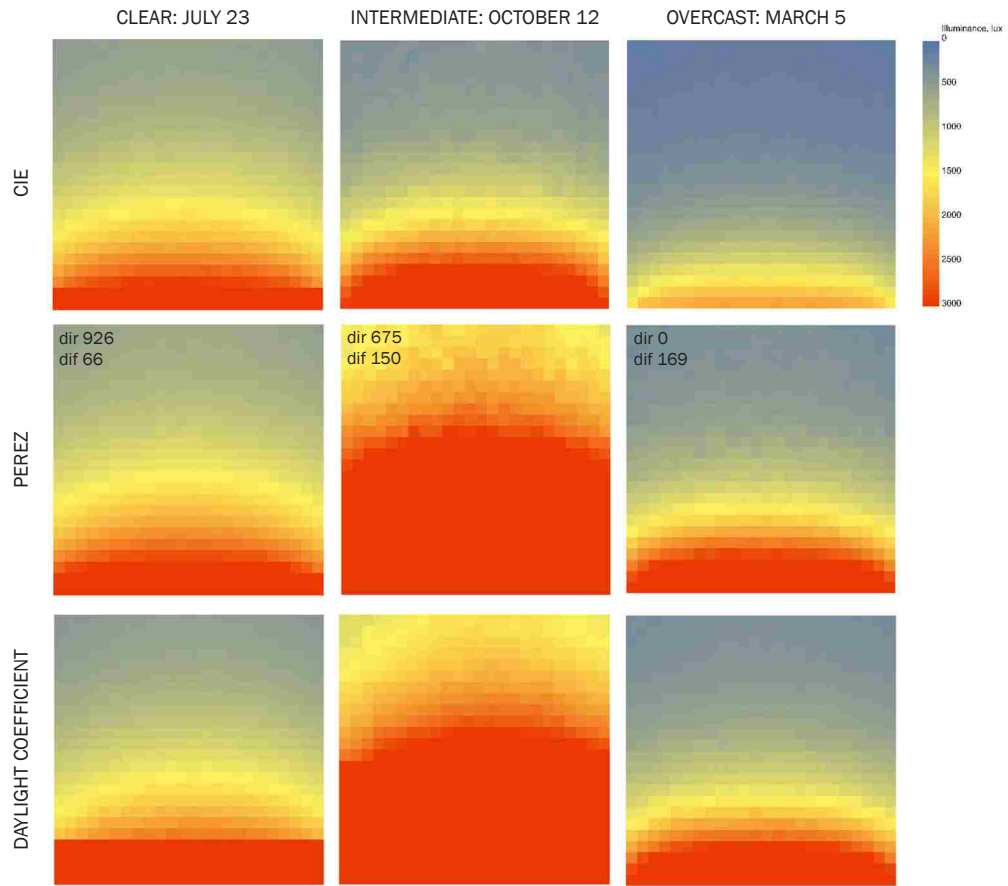 CLEAR: JULY 23
INTERMEDIATE: OCTOBER 12
OVERCAST: MARCH 5
Illuminance, lux
0
500
1000
1500
2000
2500
3000
CIE
PEREZ
dir 926
dif 66
dir 675
dif 150
dir 0
dif 169
DAYLIGHT COEFFICIENT